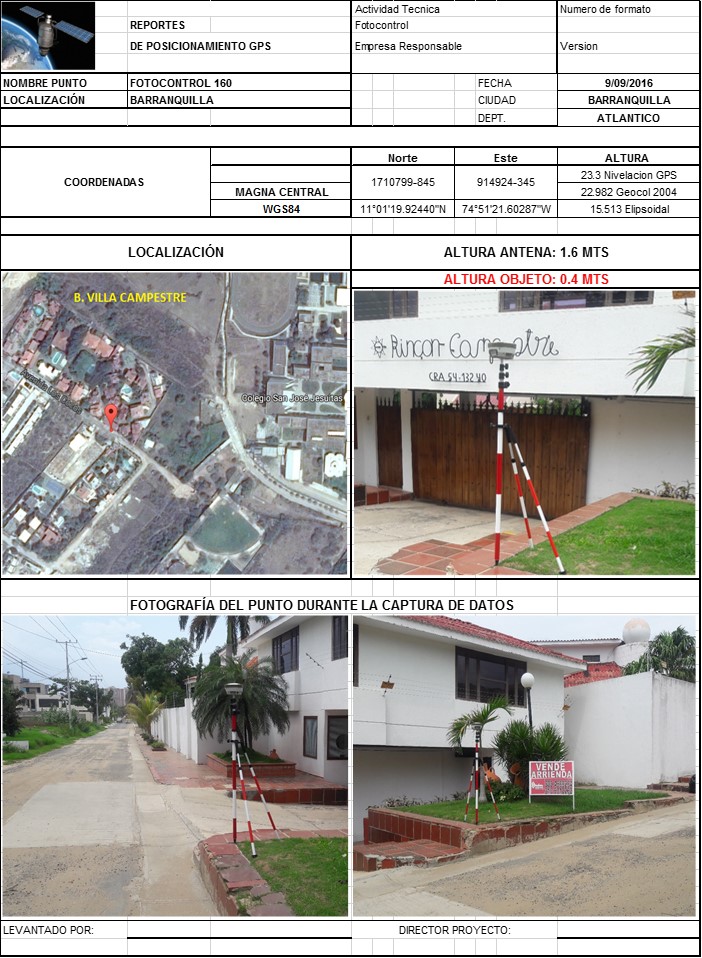 Actividad Tecnica
Numero de formato
REPORTES
Fotocontrol
DE POSICIONAMIENTO GPS
Empresa Responsable
Version
NOMBRE PUNTO
FOTOCONTROL 160
FECHA
9/09/2016
LOCALIZACIÓN
BARRANQUILLA
CIUDAD
BARRANQUILLA
DEPT.
ATLANTICO
COORDENADAS
Norte
Este
ALTURA
1710799-845
914924-345
23.3 Nivelacion GPS
MAGNA CENTRAL
22.982 Geocol 2004
WGS84
11°01'19.92440"N
74°51'21.60287"W
15.513 Elipsoidal
LOCALIZACIÓN
ALTURA ANTENA: 1.6 MTS
ALTURA OBJETO: 0.4 MTS
B. VILLA CAMPESTRE
Colegio San Jose Jesuitas
Rincon Campestre
CRA 54-132 40
FOTOGRAFÍA DEL PUNTO DURANTE LA CAPTURA DE DATOS
VENDE
ARRIENDA
LEVANTADO POR:
DIRECTOR PROYECTO: